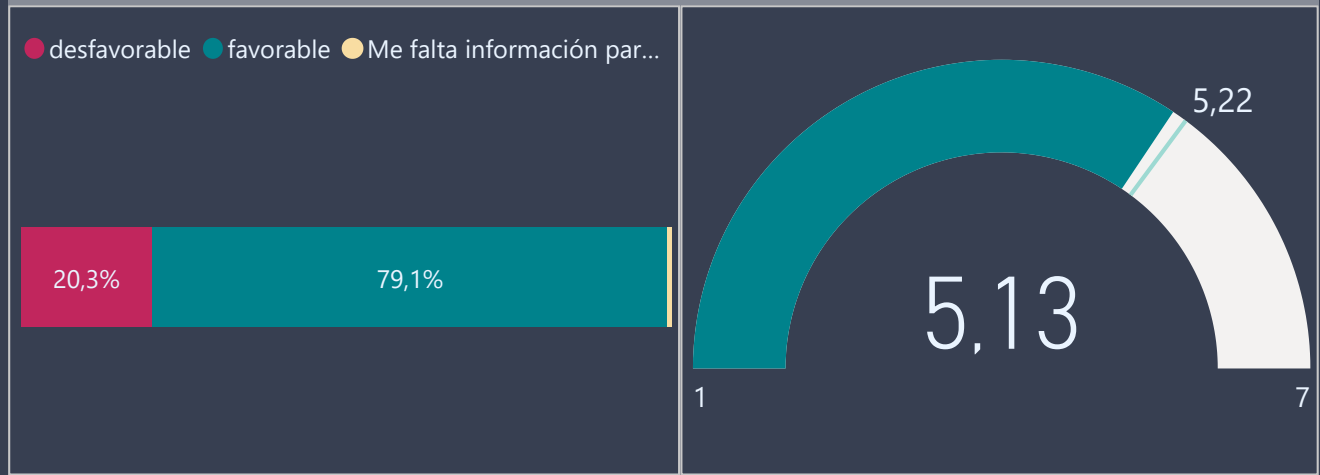 desfavorable favorable Me falta información par...
20,3% 79,1%
5,22
5,13
1 7